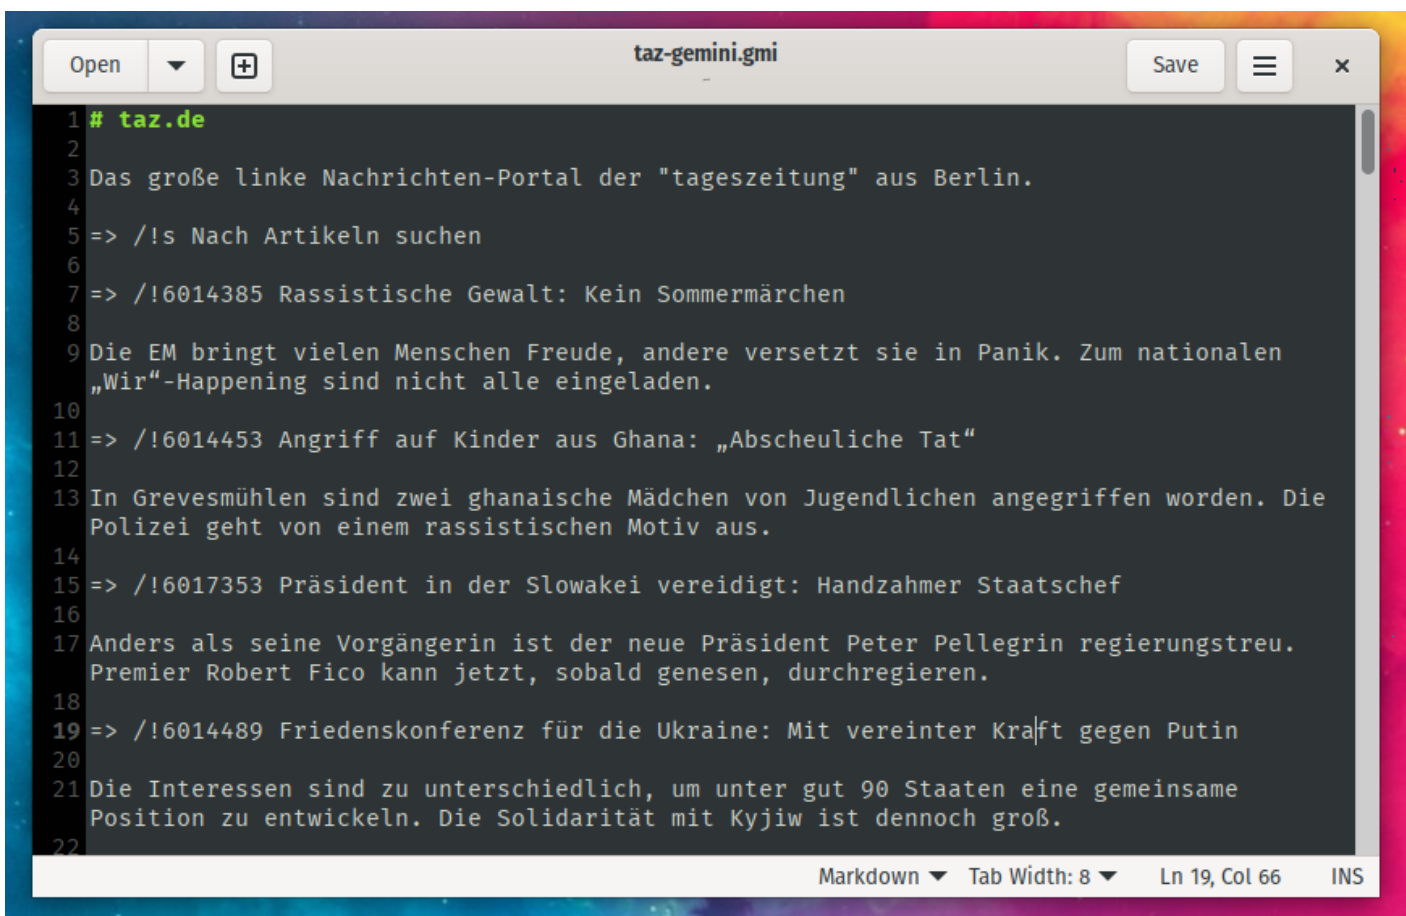 Open
taz-gemini.gmi
-
Save
1 # taz.de
2
3 Das große linke Nachrichten-Portal der "tageszeitung" aus Berlin.
4
5 => /!s Nach Artikeln suchen
6
7 => /!6014385 Rassistische Gewalt: Kein Sommermärchen
8
9 Die EM bringt vielen Menschen Freude, andere versetzt sie in Panik. Zum nationalen
„Wir“-Happening sind nicht alle eingeladen.
10
11 => /!6014453 Angriff auf Kinder aus Ghana: „Abscheuliche Tat“
12
13 In Grevesmühlen sind zwei ghanaische Mädchen von Jugendlichen angegriffen worden. Die
Polizei geht von einem rassistischen Motiv aus.
14
15 => /!6017353 Präsident in der Slowakei vereidigt: Handzahmer Staatschef
16
17 Anders als seine Vorgängerin ist der neue Präsident Peter Pellegrin regierungstreu.
Premier Robert Fico kann jetzt, sobald genesen, durchregieren.
18
19 => /!6014489 Friedenskonferenz für die Ukraine: Mit vereinter Kraft gegen Putin
20
21 Die Interessen sind zu unterschiedlich, um unter gut 90 Staaten eine gemeinsame
Position zu entwickeln. Die Solidarität mit Kyjiw ist dennoch groß.
22
Markdown Tab Width: 8 Ln 19, Col 66 INS